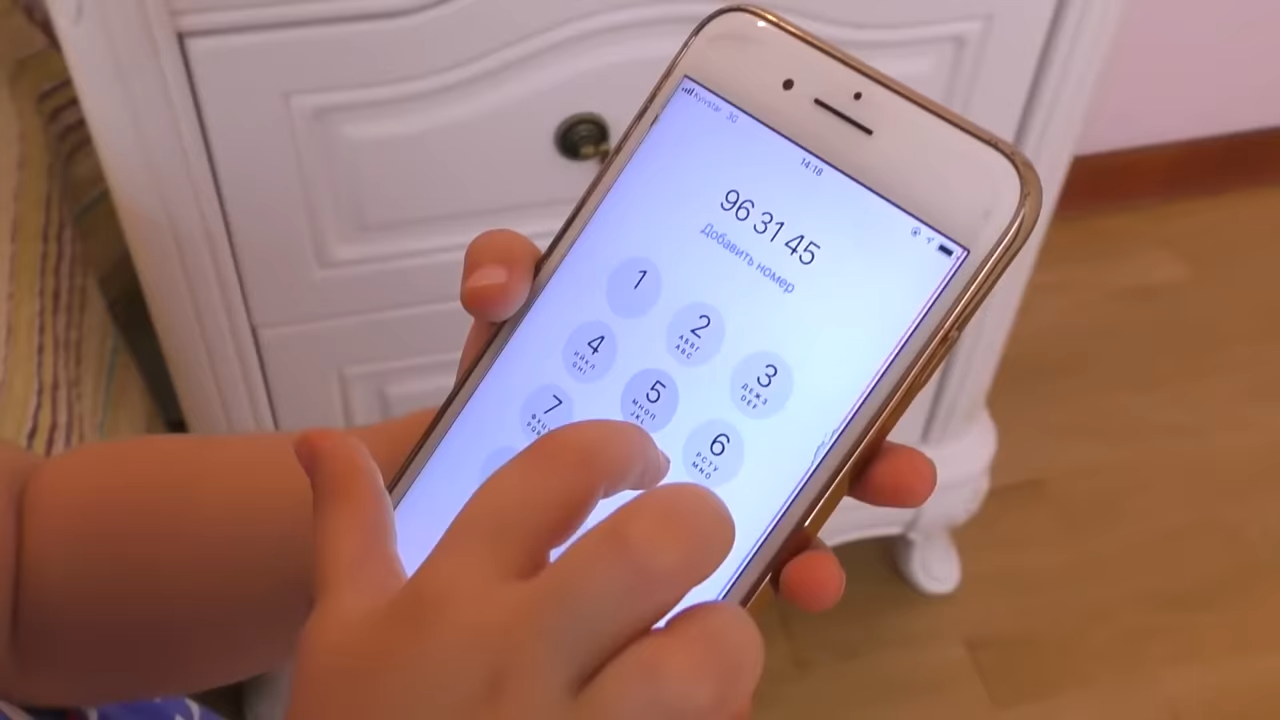 Kyivstar 3G
14:18
96 31 45
Добавить номер
1
2
АБВГ
ABC
3
ДЕЖЗ
DEF
4
ИЙКЛ
GHI
5
МНОП
JKL
6
РСТУ
MNO
7